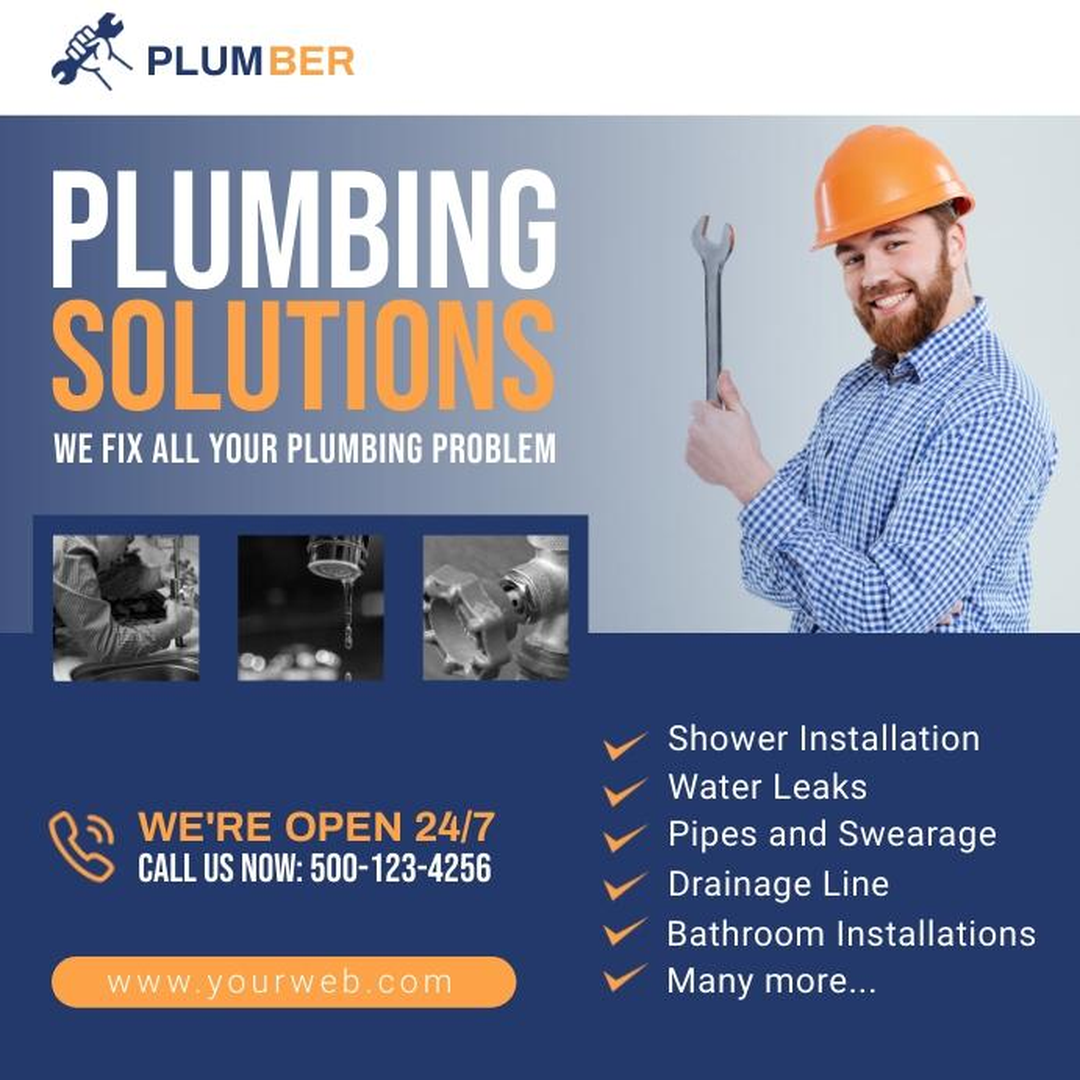 PLUMBER
PLUMBING
SOLUTIONS
WE FIX ALL YOUR PLUMBING PROBLEM
WE'RE OPEN 24/7
CALL US NOW: 500-123-4256
www.yourweb.com
Shower Installation
Water Leaks
Pipes and Swearage
Drainage Line
Bathroom Installations
Many more...